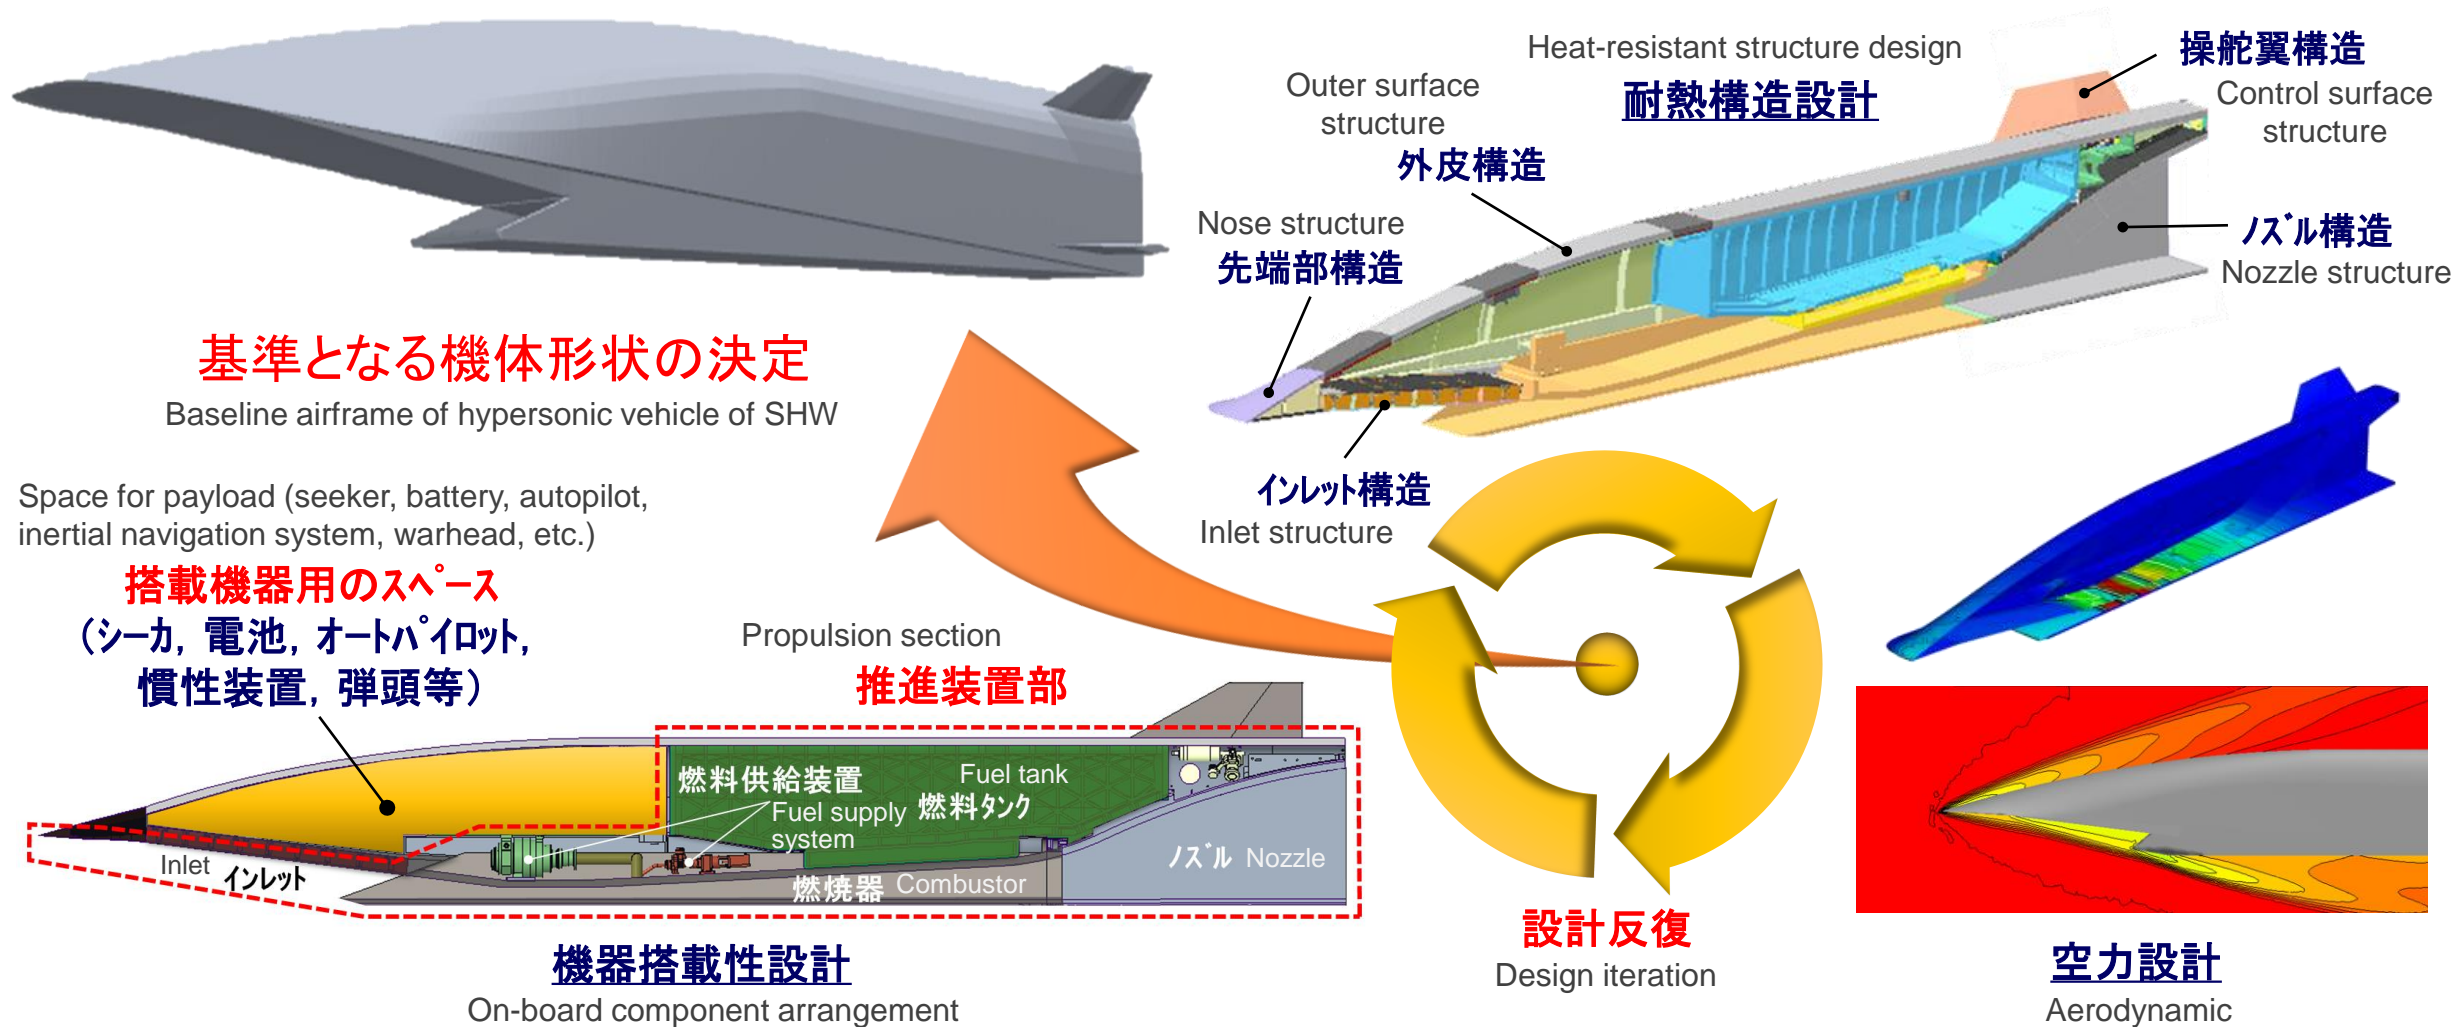 Heat-resistant structure design
耐熱構造設計
操舵翼構造
Control surface
structure
Outer surface
structure
外皮構造
Nose structure
先端部構造
ノズル構造
Nozzle structure
インレット構造
Inlet structure
基準となる機体形状の決定
Baseline airframe of hypersonic vehicle of SHW
Space for payload (seeker, battery, autopilot,
inertial navigation system, warhead, etc.)
搭載機器用のスペース
（シーカ, 電池, オートパイロット,
慣性装置, 弾頭等）
Propulsion section
推進装置部
燃料供給装置
Fuel supply
system
Fuel tank
燃料タンク
Inlet インレット
燃焼器 Combustor
ノズル Nozzle
機器搭載性設計
On-board component arrangement
設計反復
Design iteration
空力設計
Aerodynamic